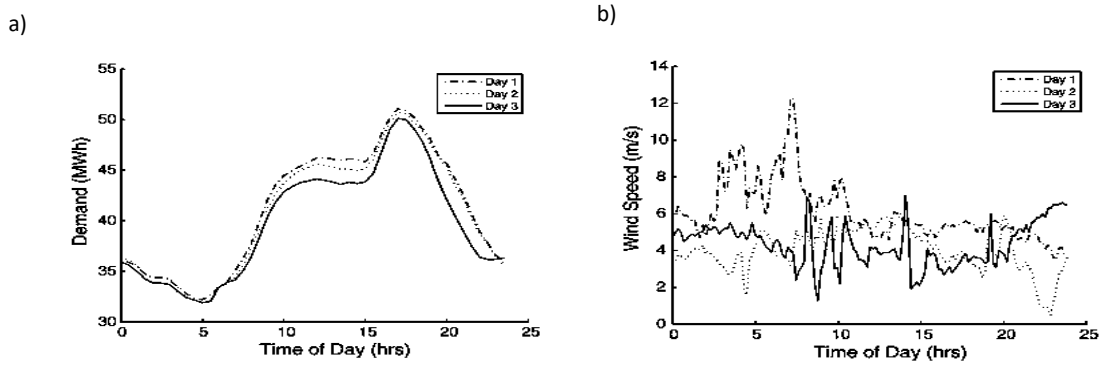 a)
55
50
45
40
35
30
0 5 10 15 20 25
Demand (MWh)
Time of Day (hrs)
Day 1
Day 2
Day 3
b)
14
12
10
8
6
4
2
0
0 5 10 15 20 25
Wind Speed (m/s)
Time of Day (hrs)
Day 1
Day 2
Day 3